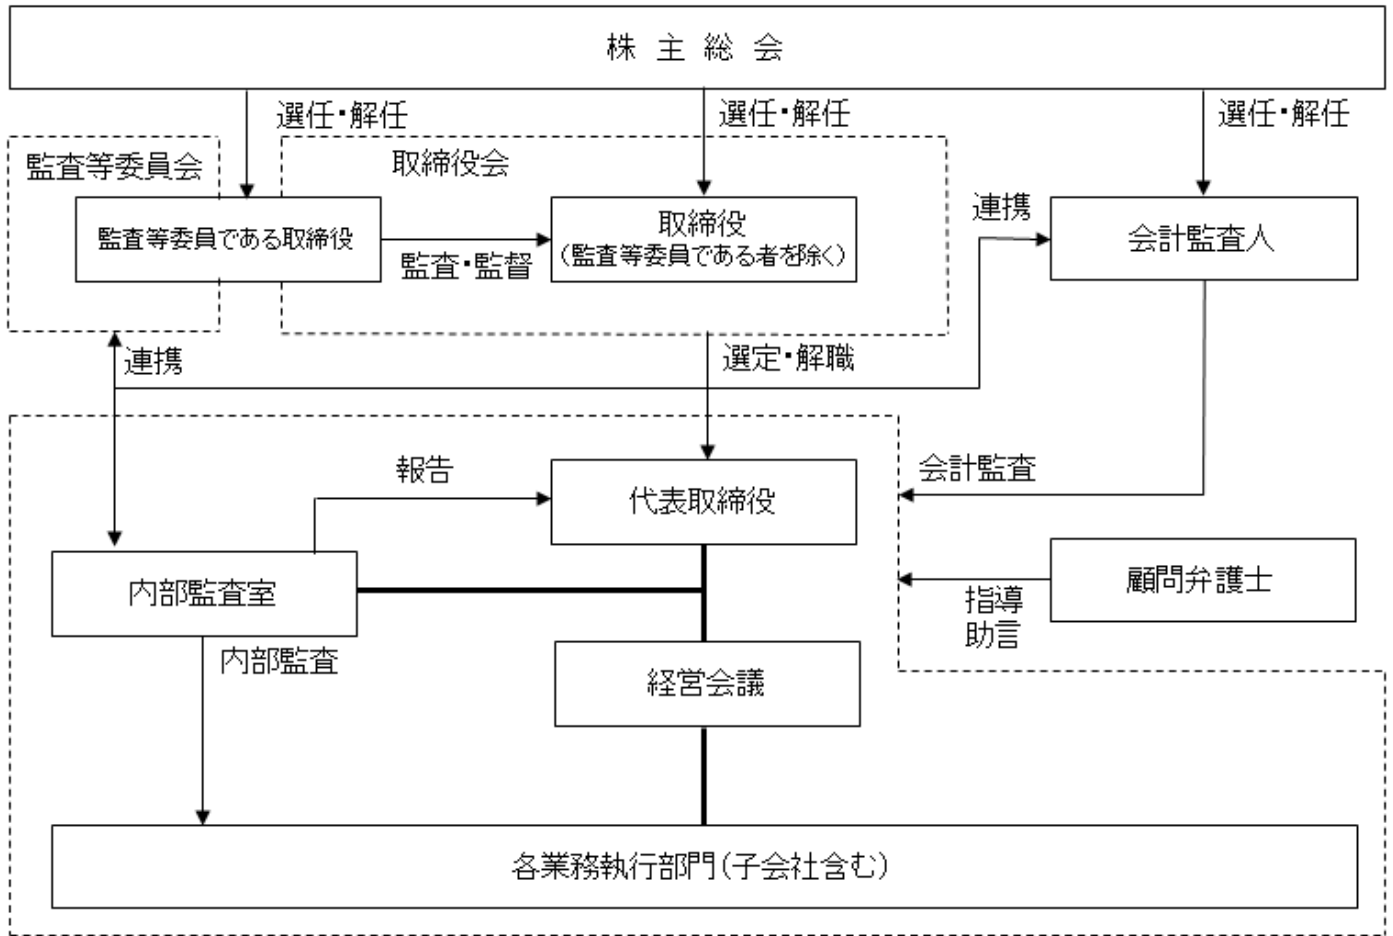 株 主 総 会
選任・解任
選任・解任
選任・解任
監査等委員会
取締役会
監査等委員である取締役
監査・監督
取締役
（監査等委員である者を除く）
連携
会計監査人
連携
選定・解職
報告
代表取締役
会計監査
内部監査室
顧問弁護士
指導
助言
内部監査
経営会議
各業務執行部門（子会社含む）